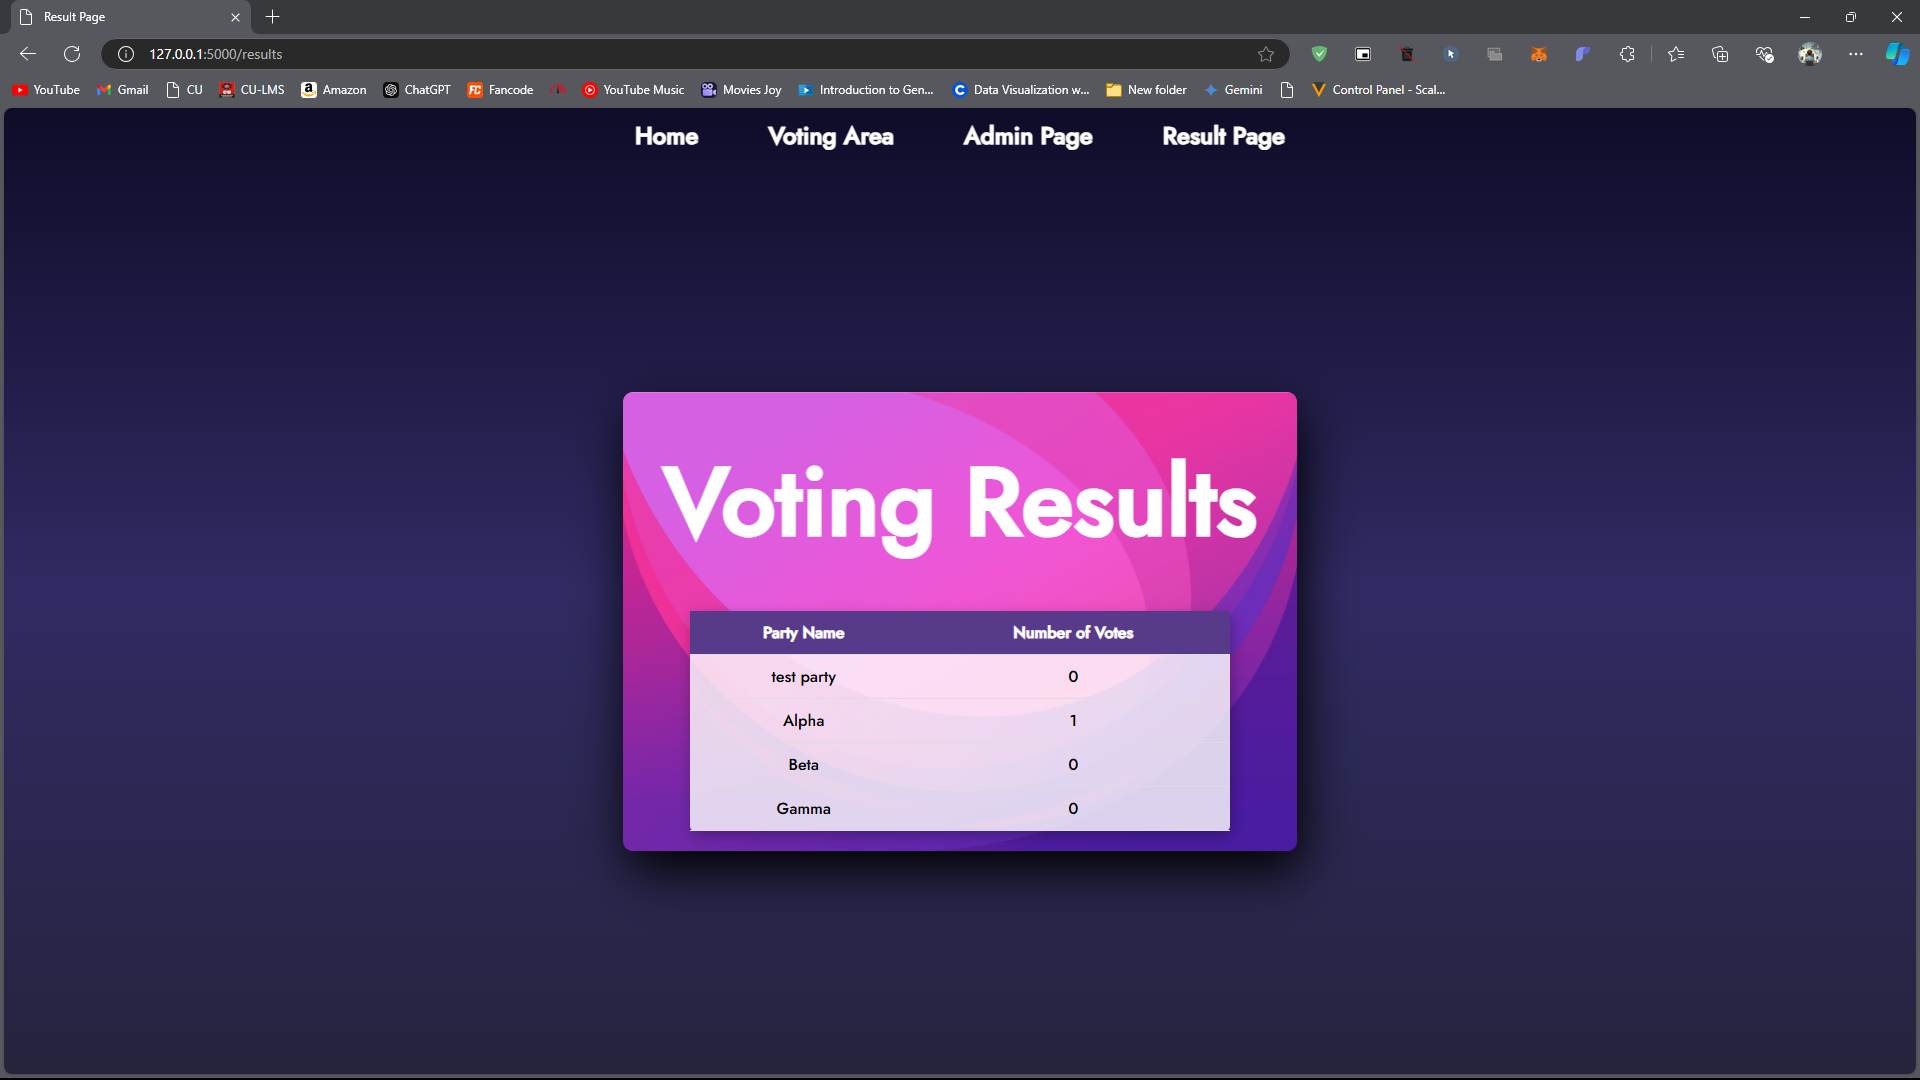 Result Page
127.0.0.1:5000/results
YouTube Gmail CU CU-LMS Amazon ChatGPT Fancode YouTube Music Movies Joy Introduction to Gen... Data Visualization w... New folder Gemini Control Panel - Scal...
Home Voting Area Admin Page Result Page
Voting Results
Party Name Number of Votes
test party 0
Alpha 1
Beta 0
Gamma 0